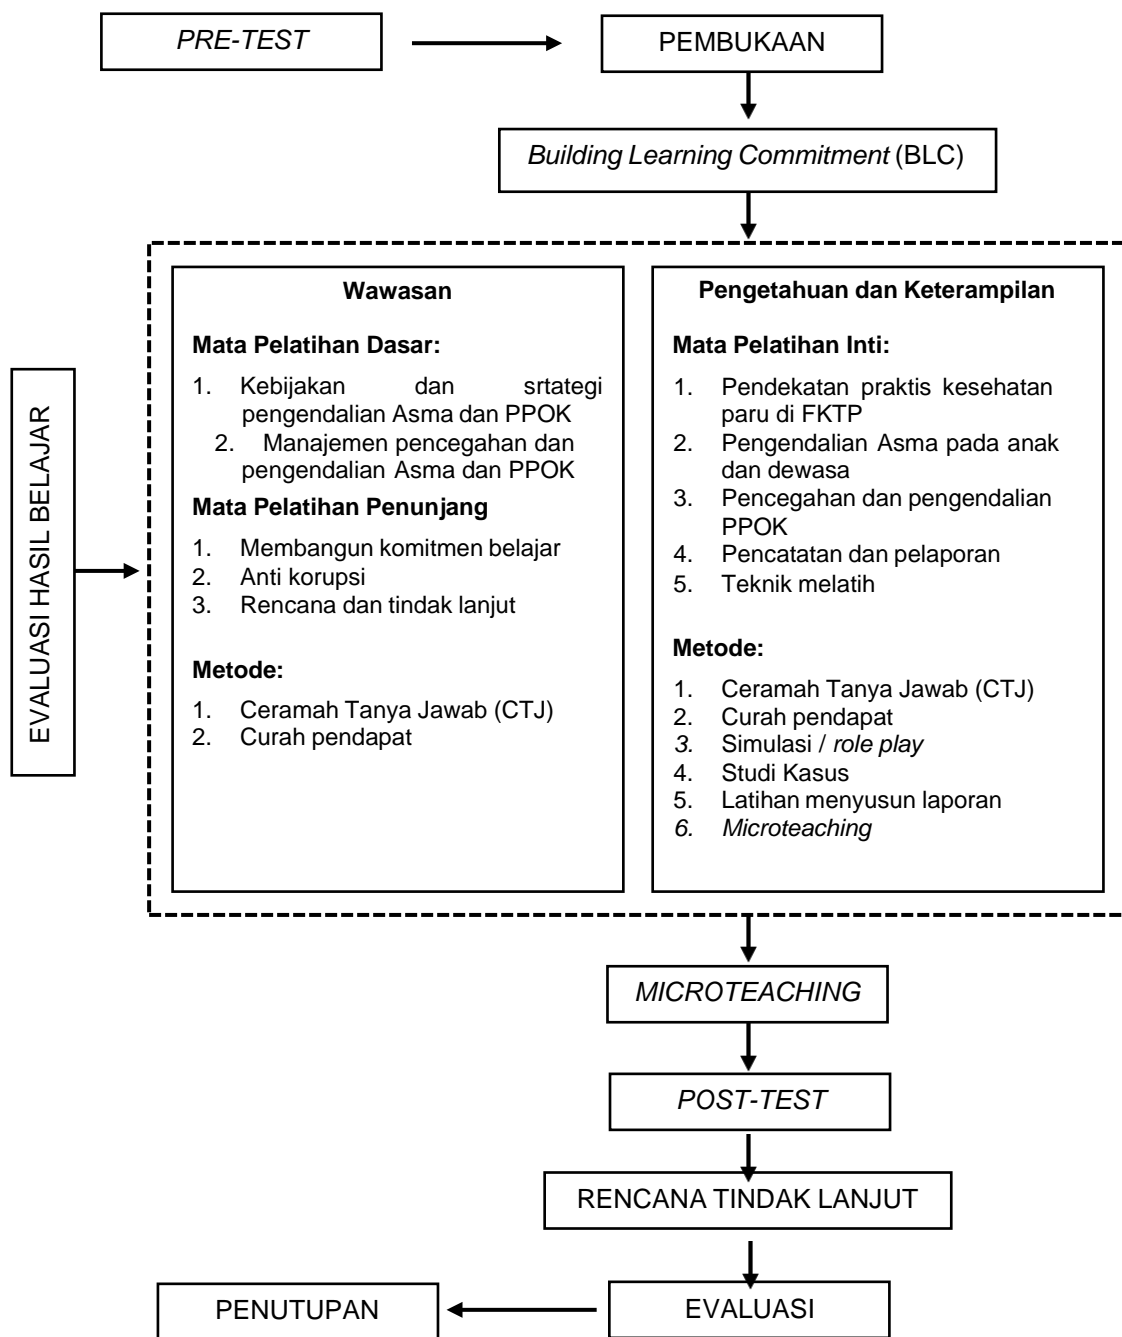 PRE-TEST
PEMBUKAAN
Building Learning Commitment (BLC)
EVALUASI HASIL BELAJAR
Wawasan
Mata Pelatihan Dasar:
1. Kebijakan dan srtategi
pengendalian Asma dan PPOK
2. Manajemen pencegahan dan
pengendalian Asma dan PPOK
Mata Pelatihan Penunjang
1. Membangun komitmen belajar
2. Anti korupsi
3. Rencana dan tindak lanjut
Metode:
1. Ceramah Tanya Jawab (CTJ)
2. Curah pendapat
Pengetahuan dan Keterampilan
Mata Pelatihan Inti:
1. Pendekatan praktis kesehatan
paru di FKTP
2. Pengendalian Asma pada anak
dan dewasa
3. Pencegahan dan pengendalian
PPOK
4. Pencatatan dan pelaporan
5. Teknik melatih
Metode:
1. Ceramah Tanya Jawab (CTJ)
2. Curah pendapat
3. Simulasi / role play
4. Studi Kasus
5. Latihan menyusun laporan
6. Microteaching
MICROTEACHING
POST-TEST
RENCANA TINDAK LANJUT
EVALUASI
PENUTUPAN